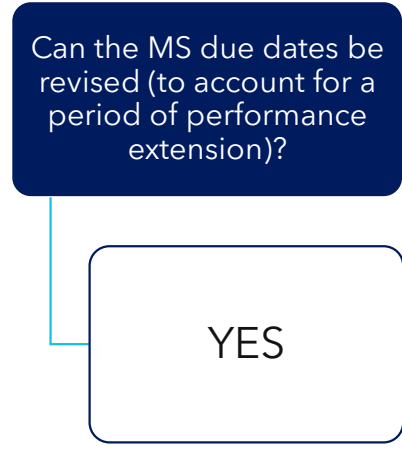 Can the MS due dates be
revised (to account for a
period of performance
extension)?
YES